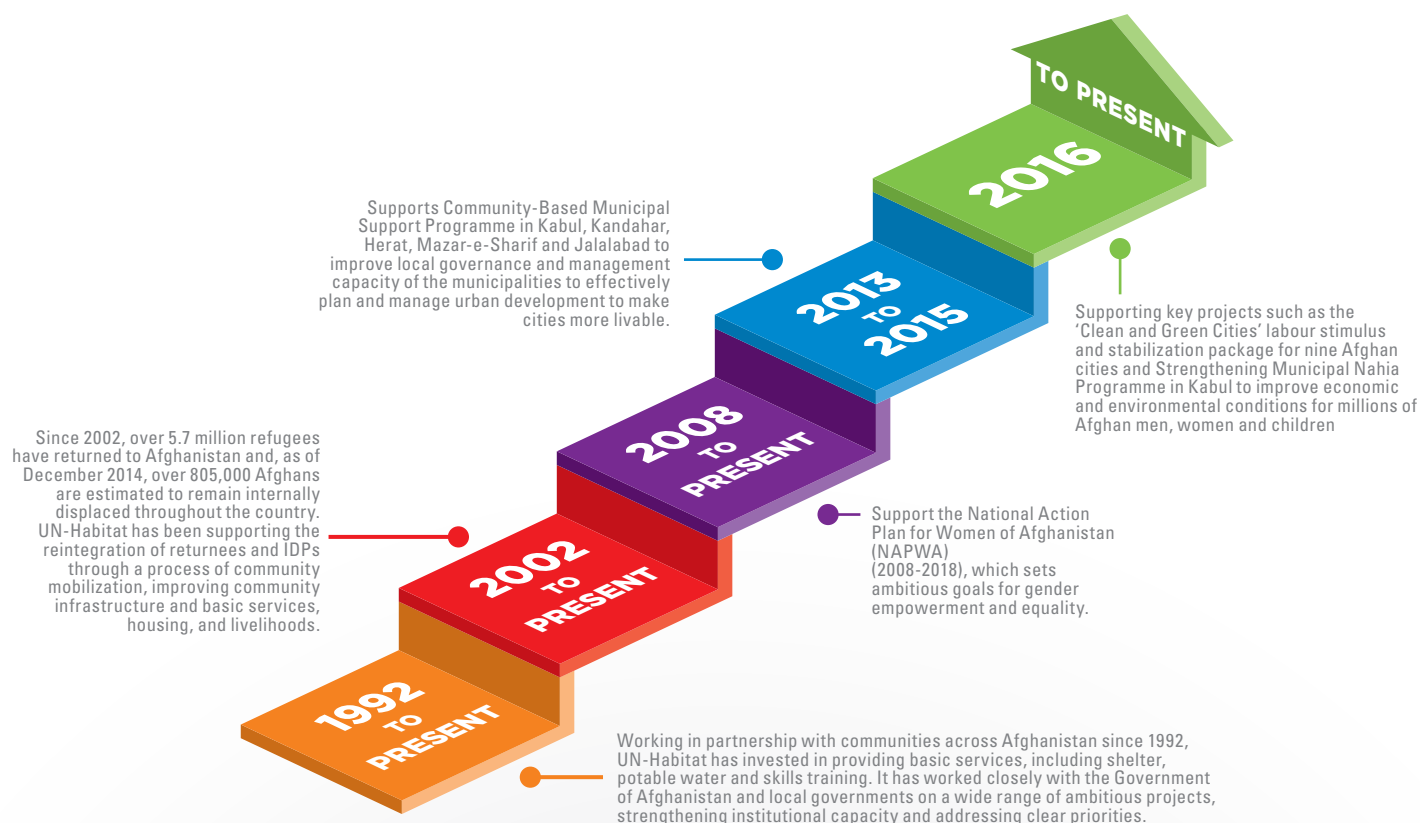 TO PRESENT
2016
Supports Community-Based Municipal
Support Programme in Kabul, Kandahar,
Herat, Mazar-e-Sharif and Jalalabad to
improve local governance and management
capacity of the municipalities to effectively
plan and manage urban development to make
cities more livable.
2013
TO
2015
Supporting key projects such as the
‘Clean and Green Cities’ labour stimulus
and stabilization package for nine Afghan
cities and Strengthening Municipal Nahia
Programme in Kabul to improve economic
and environmental conditions for millions of
Afghan men, women and children
2008
TO
PRESENT
Since 2002, over 5.7 million refugees
have returned to Afghanistan and, as of
December 2014, over 805,000 Afghans
are estimated to remain internally
displaced throughout the country.
UN-Habitat has been supporting the
reintegration of returnees and IDPs
through a process of community
mobilization, improving community
infrastructure and basic services,
housing, and livelihoods.
Support the National Action
Plan for Women of Afghanistan
(NAPWA)
(2008-2018), which sets
ambitious goals for gender
empowerment and equality.
2002
TO
PRESENT
1992
TO
PRESENT
Working in partnership with communities across Afghanistan since 1992,
UN-Habitat has invested in providing basic services, including shelter,
potable water and skills training. It has worked closely with the Government
of Afghanistan and local governments on a wide range of ambitious projects,
strengthening institutional capacity and addressing clear priorities.